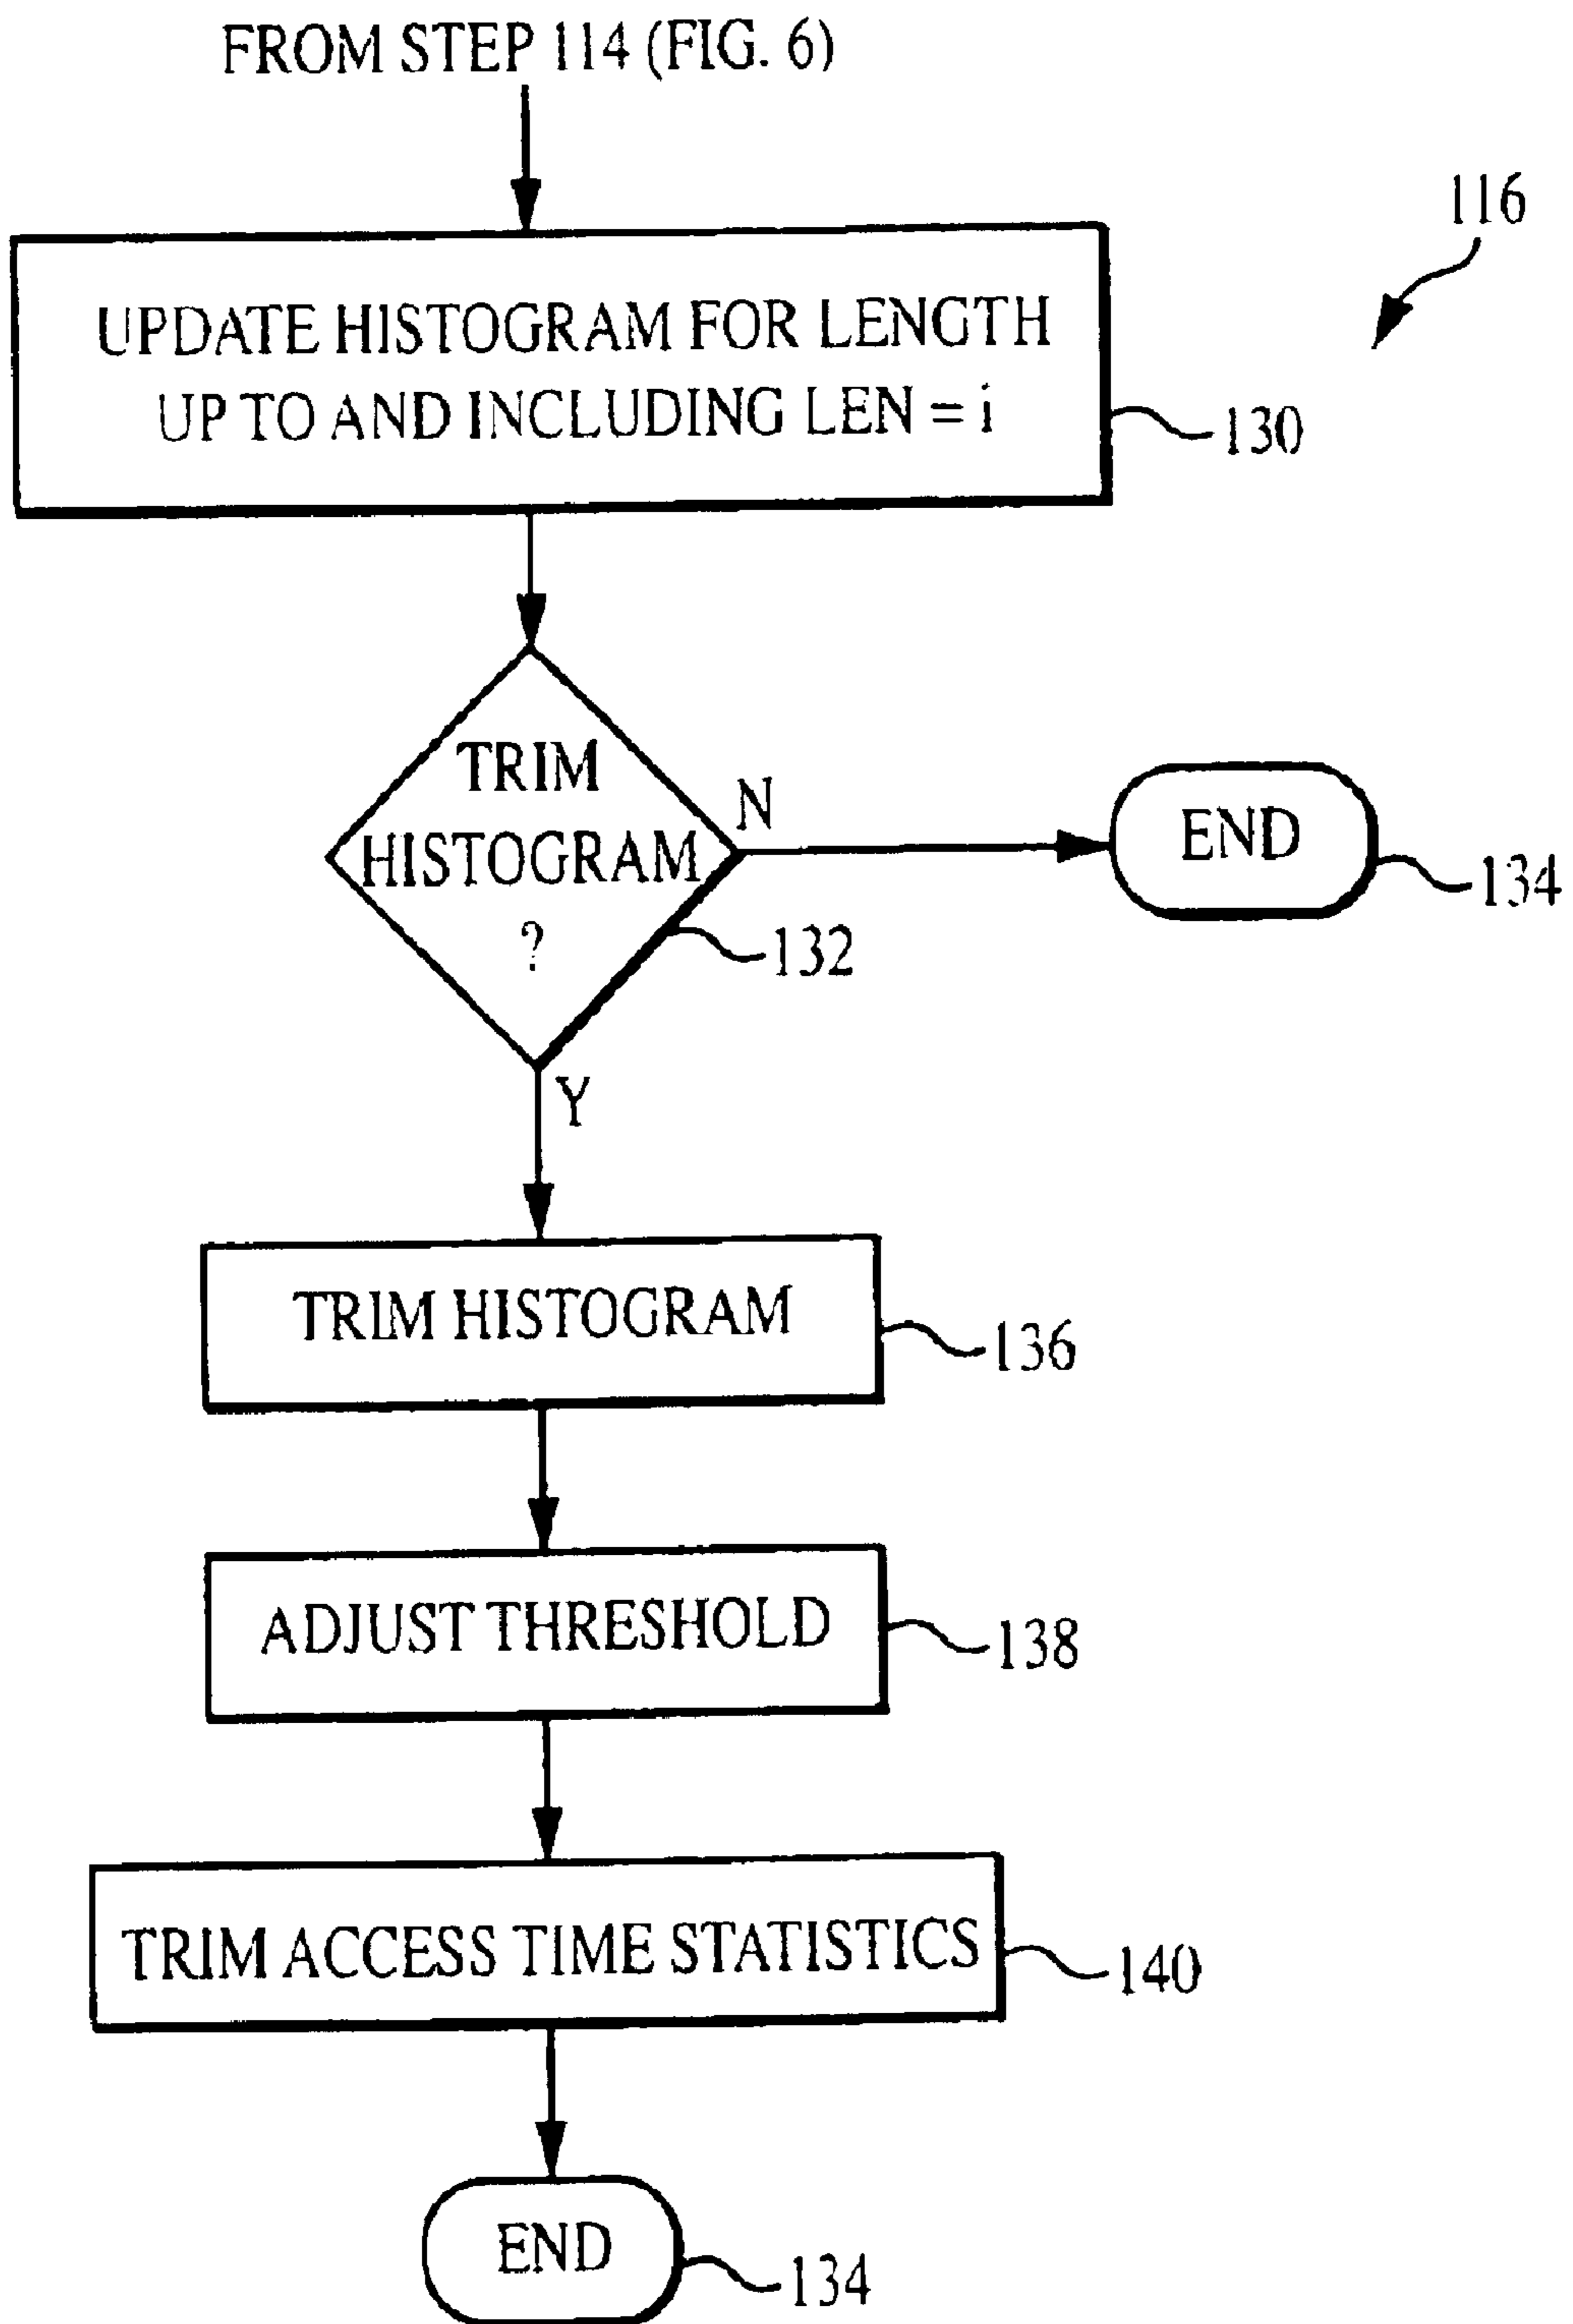 FROM STEP 114 (FIG. 6)
116
UPDATE HISTOGRAM FOR LENGTH
UP TO AND INCLUDING LEN = i
130
TRIM
HISTOGRAM
?
N
END
134
132
Y
TRIM HISTOGRAM
136
ADJUST THRESHOLD
138
TRIM ACCESS TIME STATISTICS
140
END
134